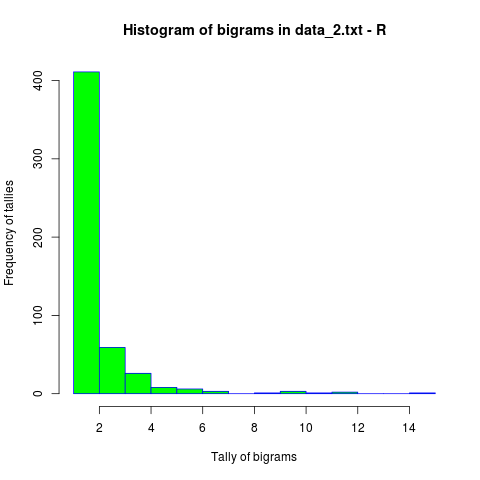 Histogram of bigrams in data_2.txt - R
Frequency of tallies
400
300
200
100
0
2 4 6 8 10 12 14
Tally of bigrams